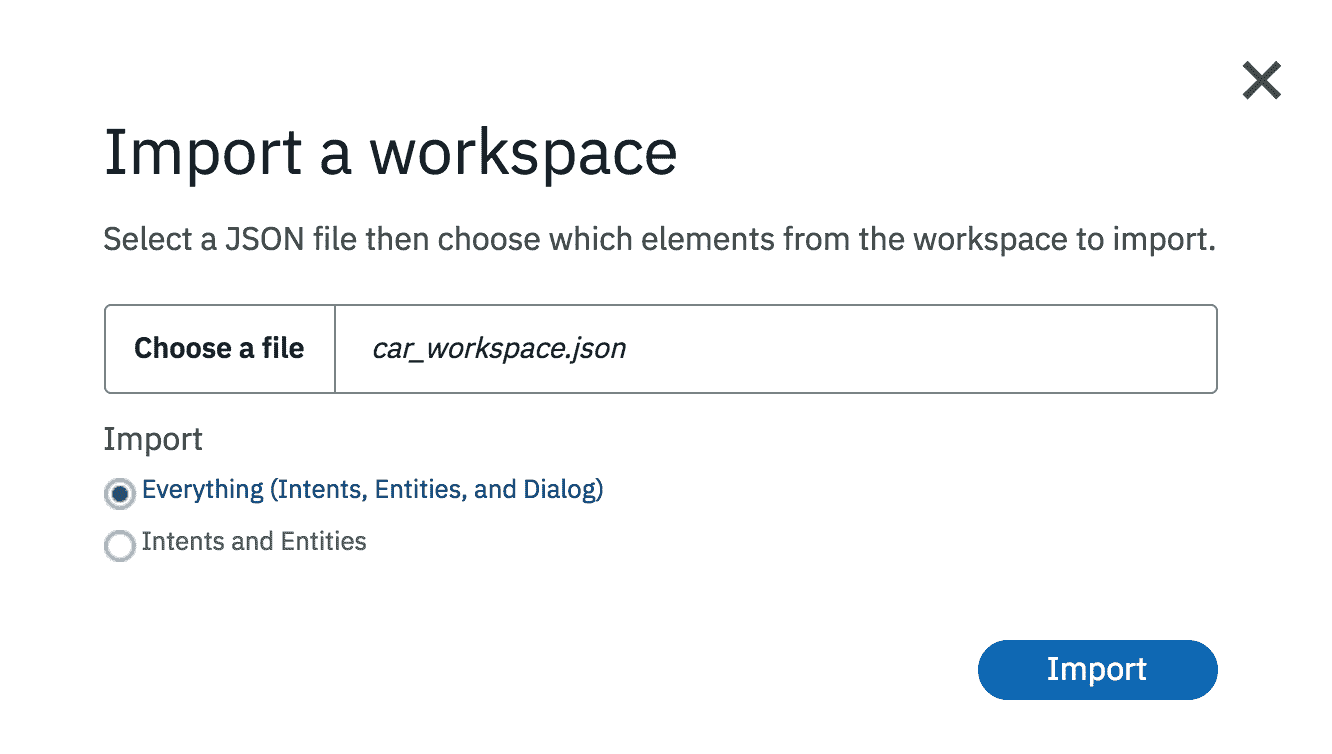 Import a workspace
Select a JSON file then choose which elements from the workspace to import.
Choose a file car_workspace.json
Import
Everything (Intents, Entities, and Dialog)
Intents and Entities
Import